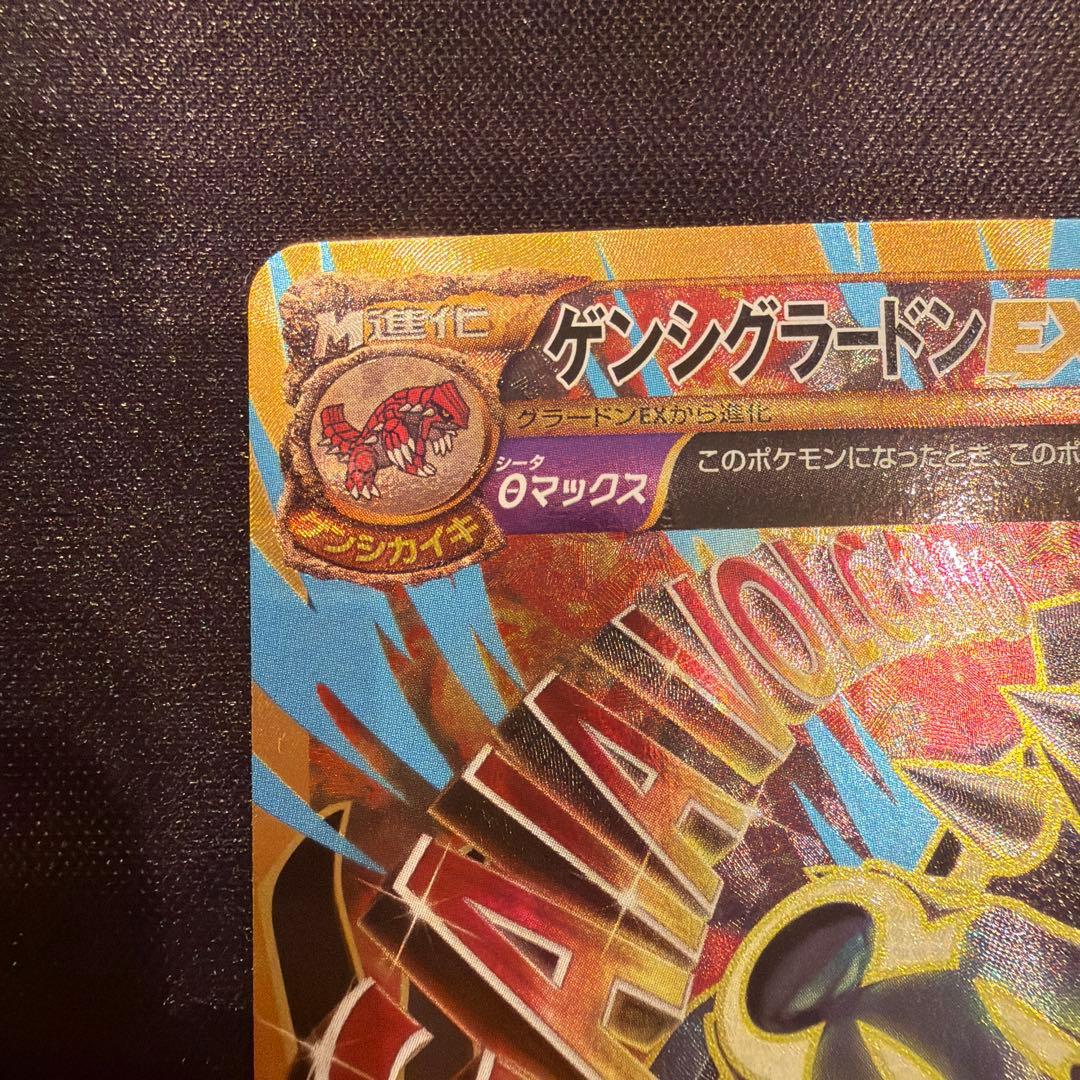 M進化
ゲンシグラードンEX
グラードンEXから進化
ゲンシカイキ
シータ
θマックス
このポケモンになったとき、このポ
GAIA VOLCA